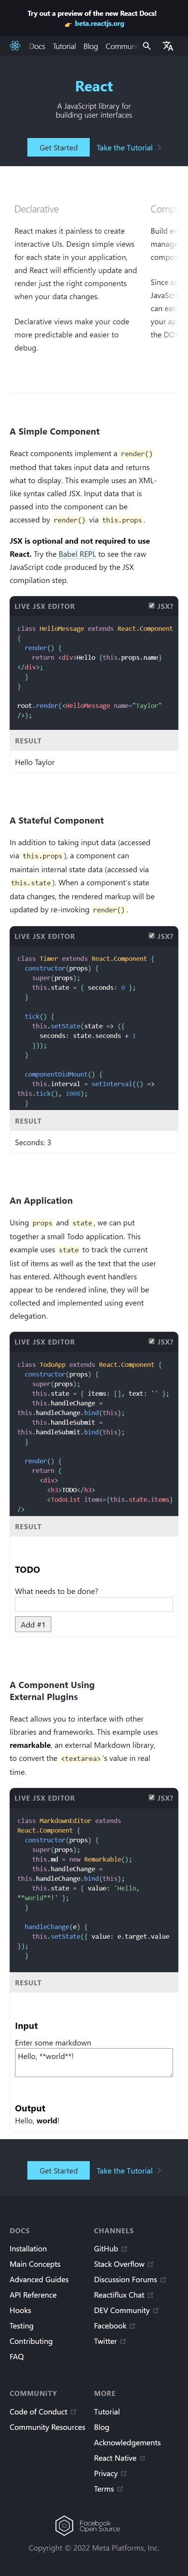 Try out a preview of the new React Docs!
👉 beta.reactjs.org
Docs Tutorial Blog Commun
React
A JavaScript library for
building user interfaces
Get Started
Take the Tutorial
Declarative
React makes it painless to create
interactive UIs. Design simple views
for each state in your application,
and React will efficiently update and
render just the right components
when your data changes.
Declarative views make your code
more predictable and easier to
debug.
Comp
Build e
manage
compos
Since c
JavaScr
can eas
your ap
the DO
A Simple Component
React components implement a render()
method that takes input data and returns
what to display. This example uses an XML-
like syntax called JSX. Input data that is
passed into the component can be
accessed by render() via this.props.
JSX is optional and not required to use
React. Try the Babel REPL to see the raw
JavaScript code produced by the JSX
compilation step.
LIVE JSX EDITOR JSX?
class HelloMessage extends React.Component
{
render() {
return <div>Hello {this.props.name}
</div>;
}
}
root.render(<HelloMessage name="Taylor"
/>);
RESULT
Hello Taylor
A Stateful Component
In addition to taking input data (accessed
via this.props), a component can
maintain internal state data (accessed via
this.state). When a component's state
data changes, the rendered markup will be
updated by re-invoking render().
LIVE JSX EDITOR JSX?
class Timer extends React.Component {
constructor(props) {
super(props);
this.state = { seconds: 0 };
}
tick() {
this.setState(state => ({
seconds: state.seconds + 1
}));
}
componentDidMount() {
this.interval = setInterval(() =>
this.tick(), 1000);
}
RESULT
Seconds: 3
An Application
Using props and state, we can put
together a small Todo application. This
example uses state to track the current
list of items as well as the text that the user
has entered. Although event handlers
appear to be rendered inline, they will be
collected and implemented using event
delegation.
LIVE JSX EDITOR JSX?
class TodoApp extends React.Component {
constructor(props) {
super(props);
this.state = { items: [], text: '' };
this.handleChange =
this.handleChange.bind(this);
this.handleSubmit =
this.handleSubmit.bind(this);
}
render() {
return (
<div>
<h3>TODO</h3>
<TodoList items={this.state.items}
/>
RESULT
TODO
What needs to be done?
Add #1
A Component Using
External Plugins
React allows you to interface with other
libraries and frameworks. This example uses
remarkable, an external Markdown library,
to convert the <textarea>'s value in real
time.
LIVE JSX EDITOR JSX?
class MarkdownEditor extends
React.Component {
constructor(props) {
super(props);
this.md = new Remarkable();
this.handleChange =
this.handleChange.bind(this);
this.state = { value: 'Hello,
**world**!' };
}
handleChange(e) {
this.setState({ value: e.target.value
});
}
RESULT
Input
Enter some markdown
Hello, **world**!
Output
Hello, world!
Get Started
Take the Tutorial
DOCS
Installation
Main Concepts
Advanced Guides
API Reference
Hooks
Testing
Contributing
FAQ
CHANNELS
GitHub
Stack Overflow
Discussion Forums
Reactiflux Chat
DEV Community
Facebook
Twitter
COMMUNITY
Code of Conduct
Community Resources
MORE
Tutorial
Blog
Acknowledgements
React Native
Privacy
Terms
Facebook
Open Source
Copyright © 2022 Meta Platforms, Inc.